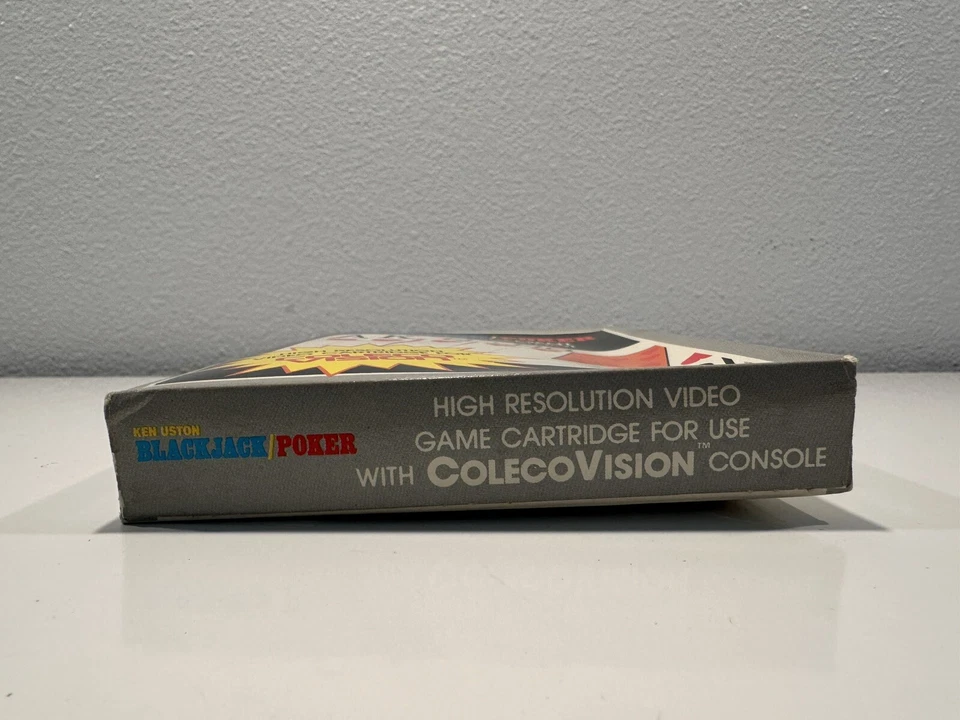 KEN USTON
BLACKJACK/POKER
HIGH RESOLUTION VIDEO
GAME CARTRIDGE FOR USE
WITH COLECOVISION™ CONSOLE